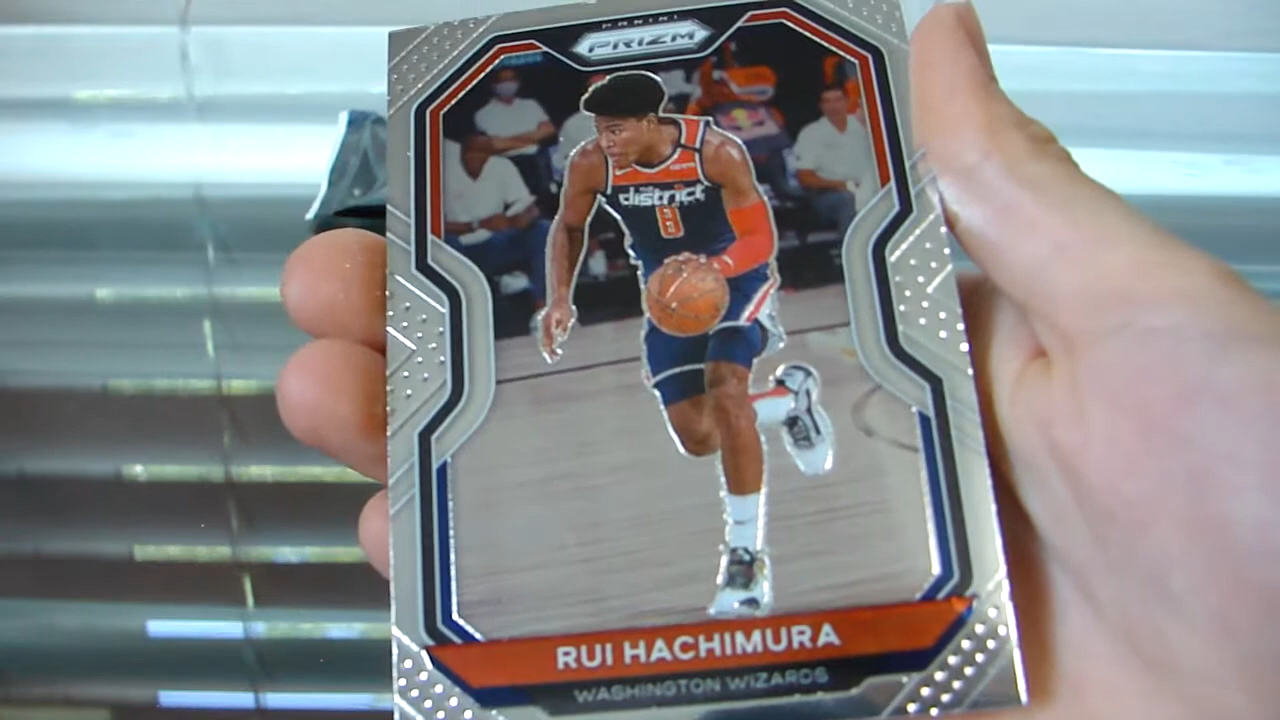 PANINI
PRIZM
THE
district
8
RUI HACHIMURA
WASHINGTON WIZARDS